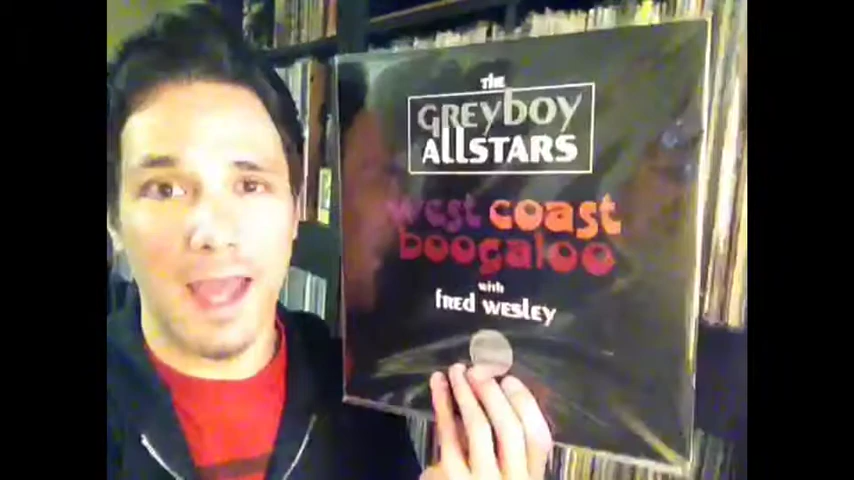 THE
GREYBOY
ALLSTARS
west coast
boogaloo
with
fred wesley